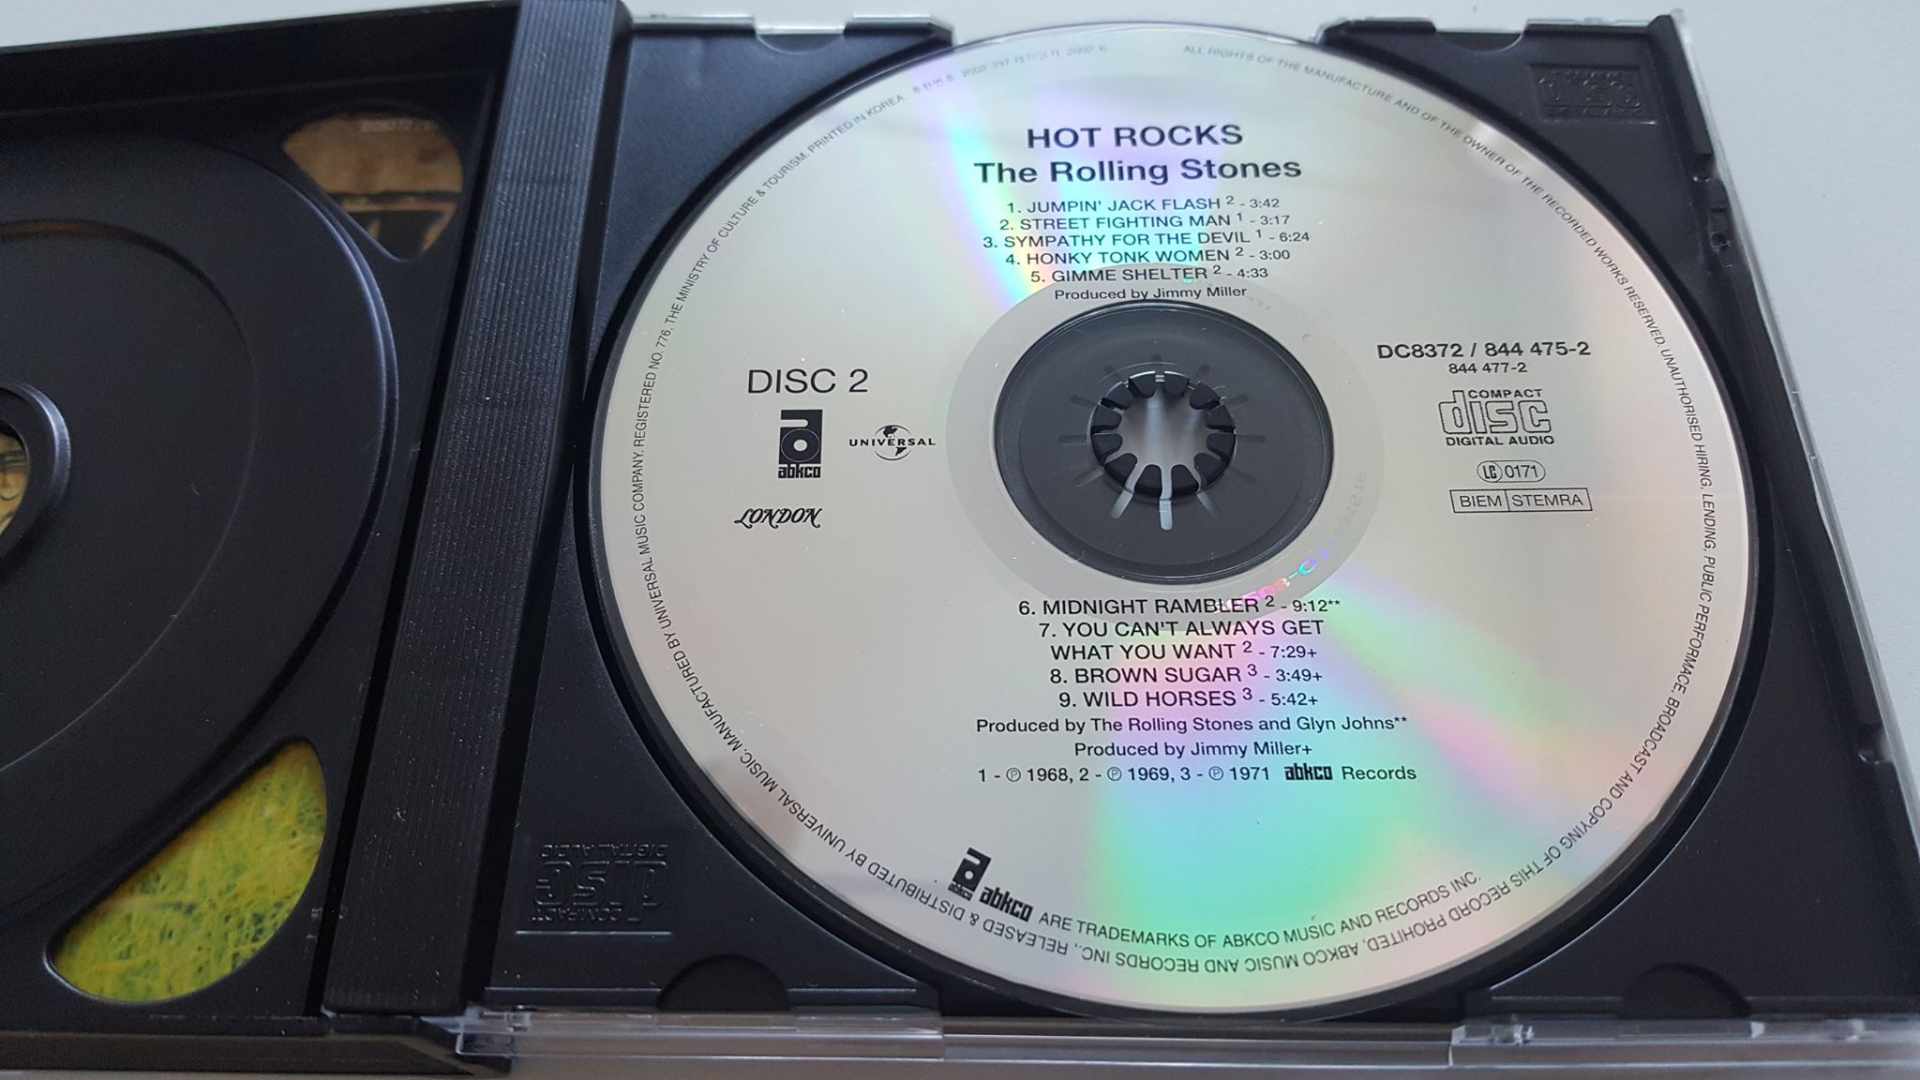 HOT ROCKS
The Rolling Stones
1. JUMPIN' JACK FLASH 2 - 3:42
2. STREET FIGHTING MAN 1 - 3:17
3. SYMPATHY FOR THE DEVIL 1 - 6:24
4. HONKY TONK WOMEN 2 - 3:00
5. GIMME SHELTER 2 - 4:33
Produced by Jimmy Miller
DISC 2
abkco
UNIVERSAL
LONDON
DC8372 / 844 475-2
844 477-2
COMPACT
disc
DIGITAL AUDIO
LC 0171
BIEM STEMRA
6. MIDNIGHT RAMBLER 2 - 9:12**
7. YOU CAN'T ALWAYS GET
WHAT YOU WANT 2 - 7:29+
8. BROWN SUGAR 3 - 3:49+
9. WILD HORSES 3 - 5:42+
Produced by The Rolling Stones and Glyn Johns**
Produced by Jimmy Miller+
1 - ℗ 1968, 2 - ℗ 1969, 3 - ℗ 1971 abkco Records
abkco abkco ARE TRADEMARKS OF ABKCO MUSIC AND RECORDS INC.
ALL RIGHTS OF THE MANUFACTURE AND OF THE OWNER OF THE RECORDED WORKS RESERVED. UNAUTHORISED HIRING, LENDING, PUBLIC PERFORMACE, BROADCAST AND COPYING OF THIS RECORD PROHIBITED. ABKCO MUSIC AND RECORDS INC., RELEASED & DISTRIBUTED BY UNIVERSAL MUSIC, MANUFACTURED BY UNIVERSAL MUSIC COMPANY. REGISTERED NO. 776, THE MINISTRY OF CULTURE & TOURISM. PRINTED IN KOREA.
COMPACT
disc
DIGITAL AUDIO